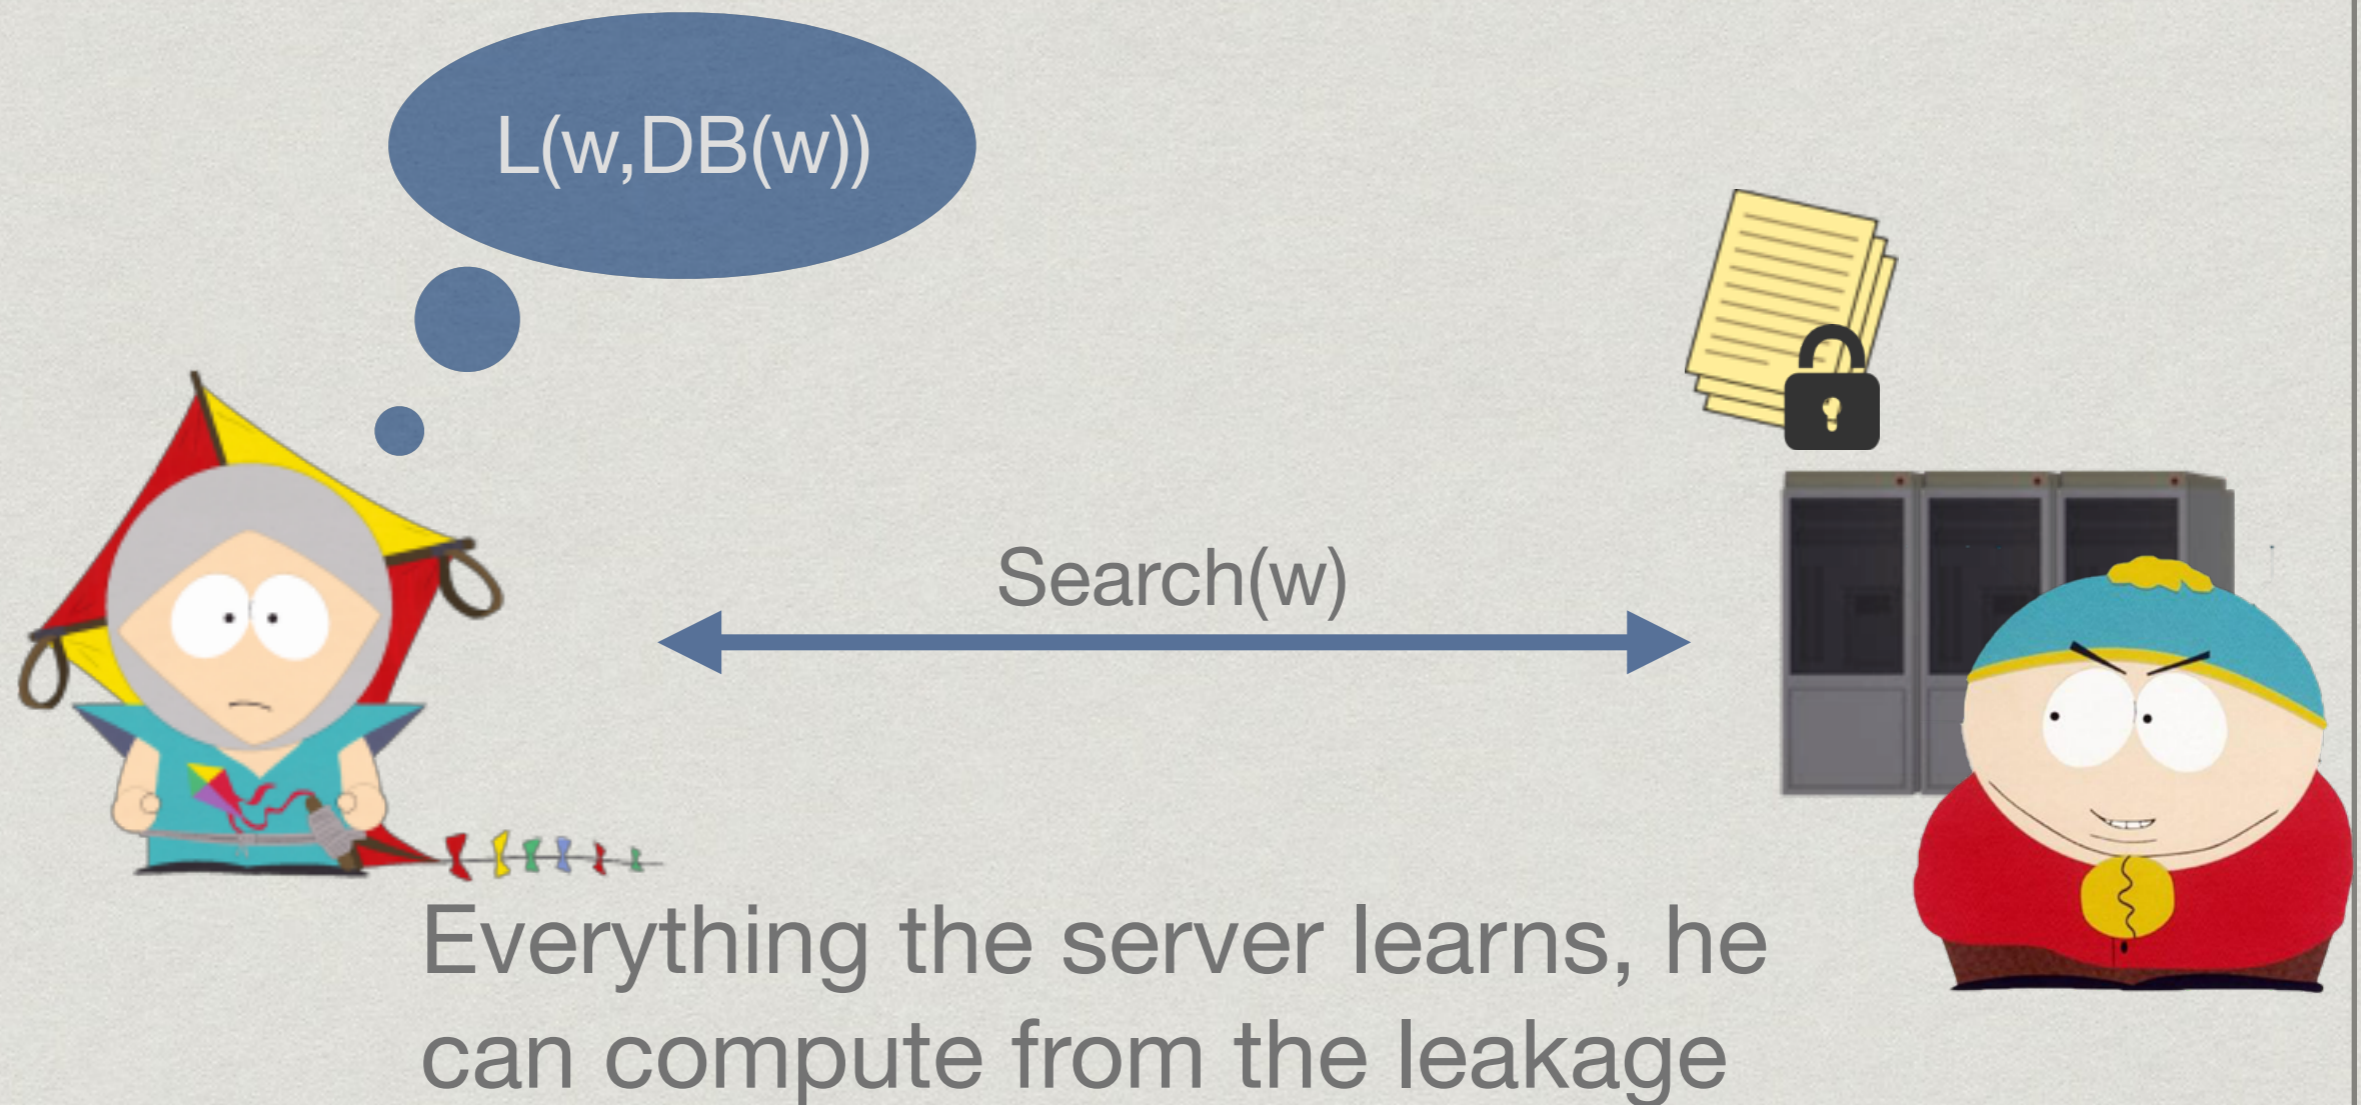 L(w,DB(w))
Search(w)
Everything the server learns, he
can compute from the leakage